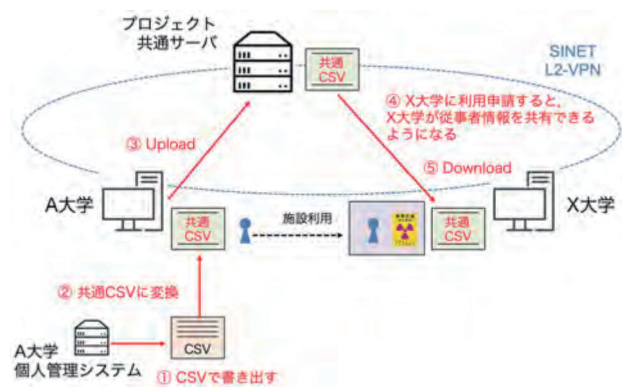 プロジェクト
共通サーバ
共通
CSV
SINET
L2-VPN
④ X大学に利用申請すると,
X大学が従事者情報を共有できる
ようになる
③ Upload
⑤ Download
A大学
X大学
共通
CSV
施設利用
共通
CSV
② 共通CSVに変換
CSV
A大学
個人管理システム
① CSVで書き出す